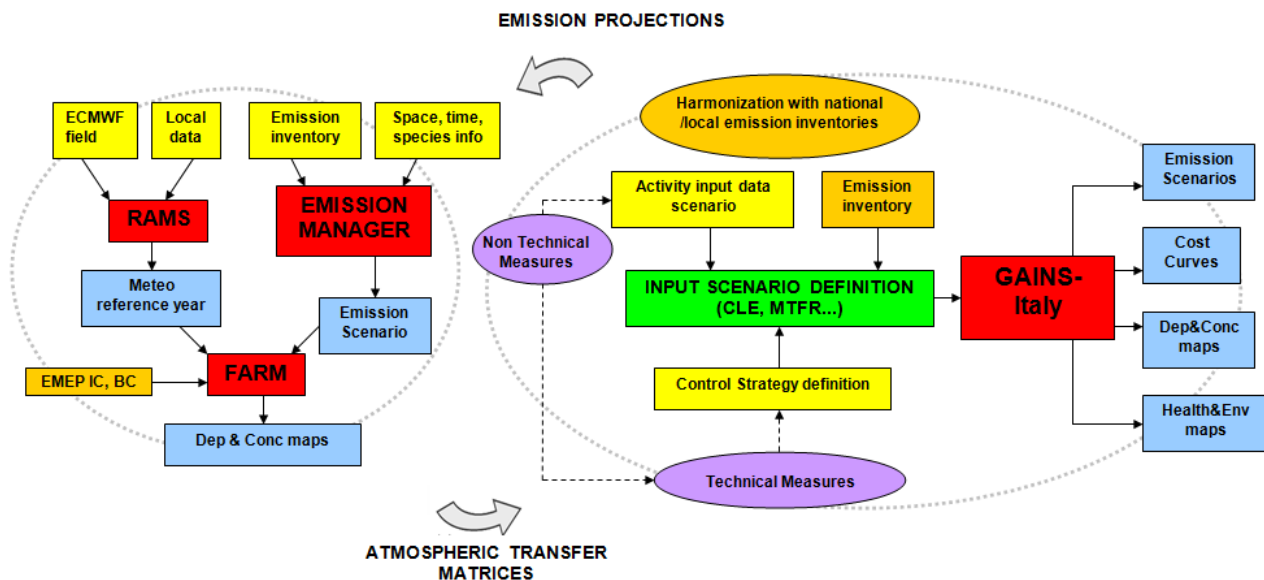 EMISSION PROJECTIONS
ECMWF
field
Local
data
Emission
inventory
Space, time,
species info
RAMS
EMISSION
MANAGER
Meteo
reference year
Emission
Scenario
FARM
EMEP IC, BC
Dep & Conc maps
Harmonization with national
/local emission inventories
Activity input data
scenario
Emission
inventory
Non Technical
Measures
INPUT SCENARIO DEFINITION
(CLE, MTFR...)
GAINS-
Italy
Control Strategy definition
Technical Measures
Emission
Scenarios
Cost
Curves
Dep&Conc
maps
Health&Env
maps
ATMOSPHERIC TRANSFER
MATRICES